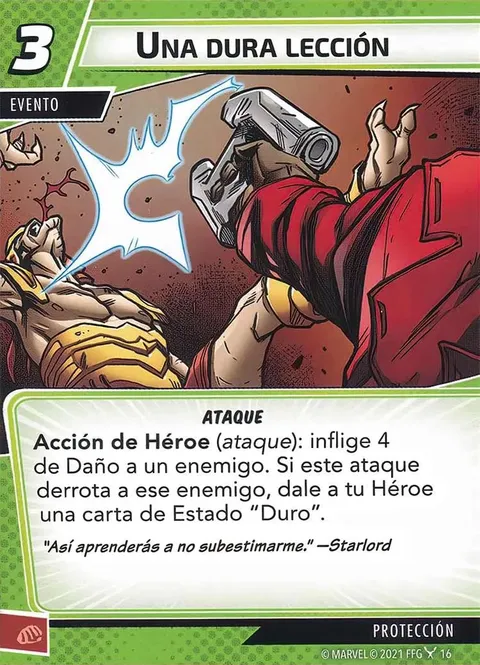 3
UNA DURA LECCIÓN
EVENTO
ATAQUE
Acción de Héroe (ataque): inflige 4
de Daño a un enemigo. Si este ataque
derrota a ese enemigo, dale a tu Héroe
una carta de Estado “Duro”.
"Así aprenderás a no subestimarme." —Starlord
PROTECCIÓN
© MARVEL © 2021 FFG 16